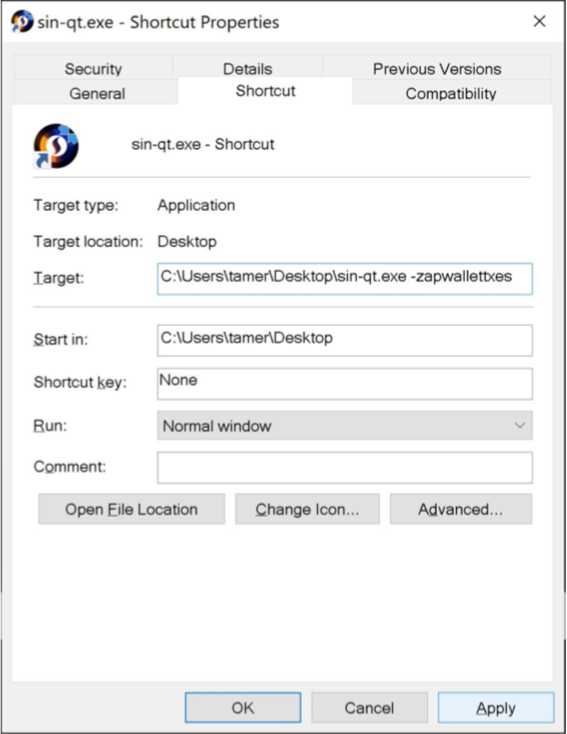 sin-qt.exe - Shortcut Properties
Security Details Previous Versions
General Shortcut Compatibility
sin-qt.exe - Shortcut
Target type: Application
Target location: Desktop
Target: C:\Users\tamer\Desktop\sin-qt.exe -zapwallettxes
Start in: C:\Users\tamer\Desktop
Shortcut key: None
Run: Normal window
Comment:
Open File Location Change Icon... Advanced...
OK Cancel Apply